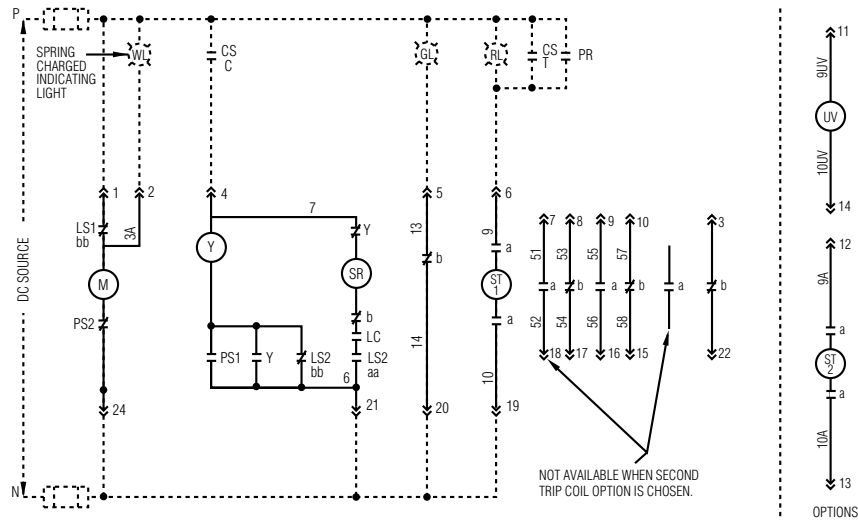 P
SPRING
CHARGED
INDICATING
LIGHT
WL
CS
C
GL
RL
CS
T
PR
11
9UV
UV
10UV
14
1
2
4
5
6
7
LS1
bb
3A
Y
Y
SR
13
b
9
a
7
8
9
10
3
51
53
55
57
12
DC SOURCE
M
ST
1
a
b
a
b
a
b
9A
PS2
b
LC
LS2
aa
PS1
Y
LS2
bb
6
14
a
52
54
56
58
18
17
16
15
22
a
ST
2
a
10
10A
24
21
20
19
N
NOT AVAILABLE WHEN SECOND
TRIP COIL OPTION IS CHOSEN.
13
OPTIONS